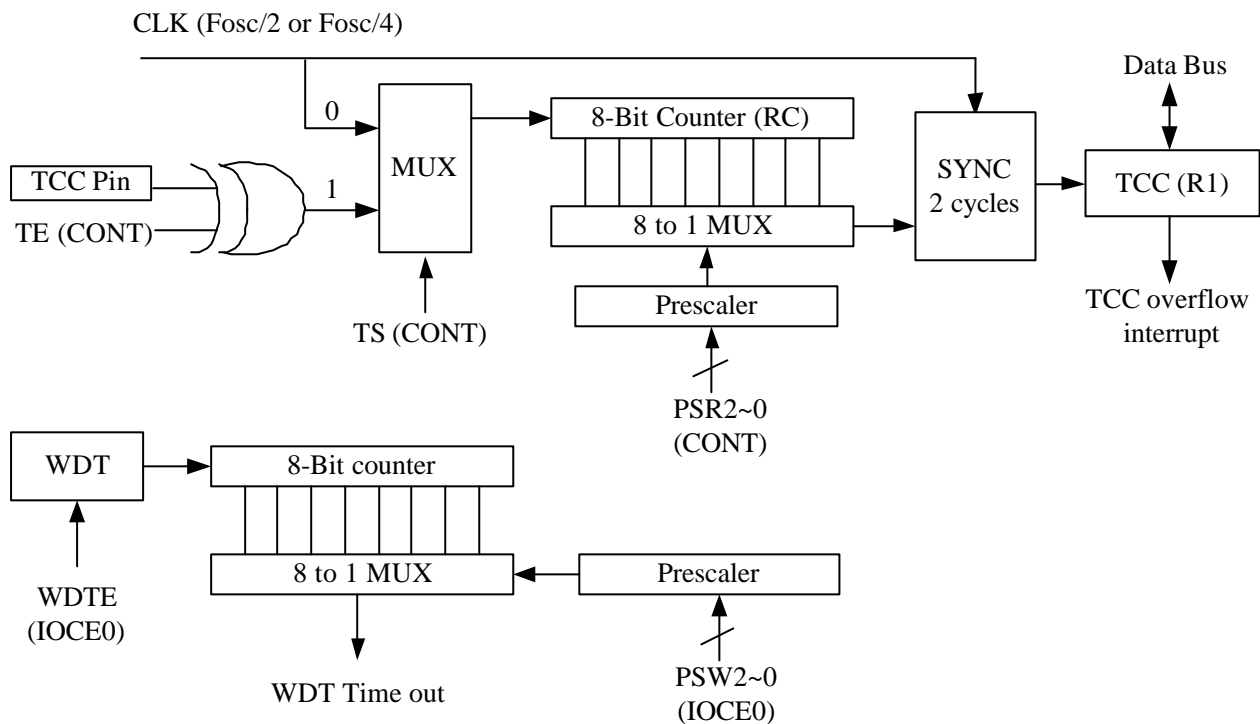 CLK (Fosc/2 or Fosc/4)
Data Bus
0
8-Bit Counter (RC)
MUX
SYNC
2 cycles
TCC Pin
1
TCC (R1)
TE (CONT)
8 to 1 MUX
TS (CONT)
Prescaler
TCC overflow
interrupt
PSR2~0
(CONT)
WDT
8-Bit counter
8 to 1 MUX
Prescaler
WDTE
(IOCE0)
WDT Time out
PSW2~0
(IOCE0)